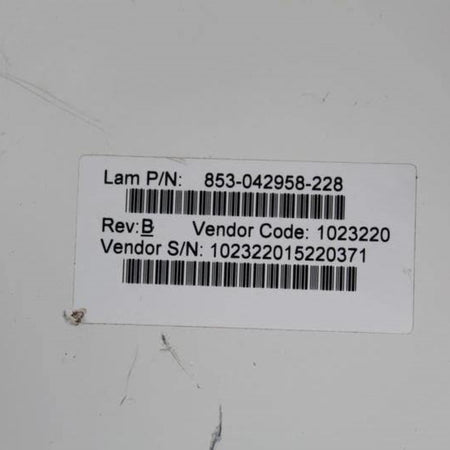 Lam P/N: 853-042958-228
Rev:B Vendor Code: 1023220
Vendor S/N: 102322015220371